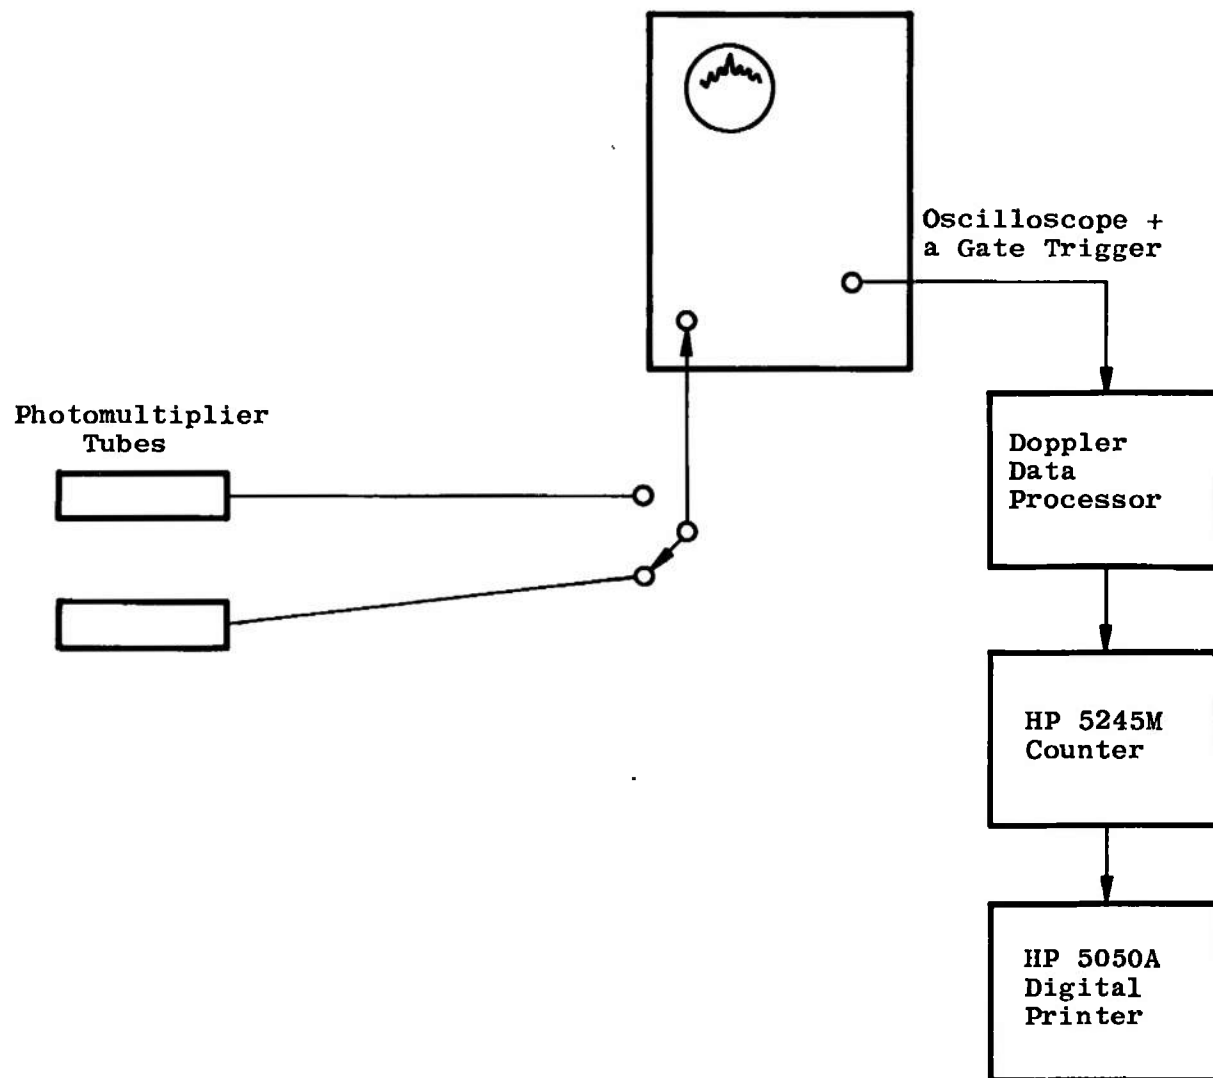 Oscilloscope +
a Gate Trigger
Photomultiplier
Tubes
Doppler
Data
Processor
HP 5245M
Counter
HP 5050A
Digital
Printer